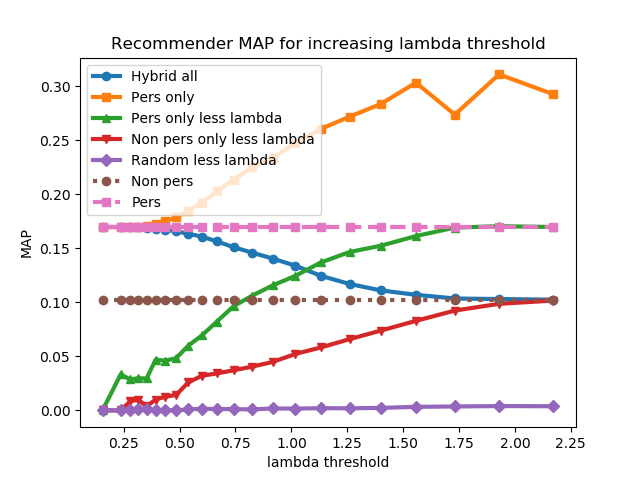 Recommender MAP for increasing lambda threshold
Hybrid all
Pers only
Pers only less lambda
Non pers only less lambda
Random less lambda
Non pers
Pers
MAP
0.30
0.25
0.20
0.15
0.10
0.05
0.00
0.25 0.50 0.75 1.00 1.25 1.50 1.75 2.00 2.25
lambda threshold